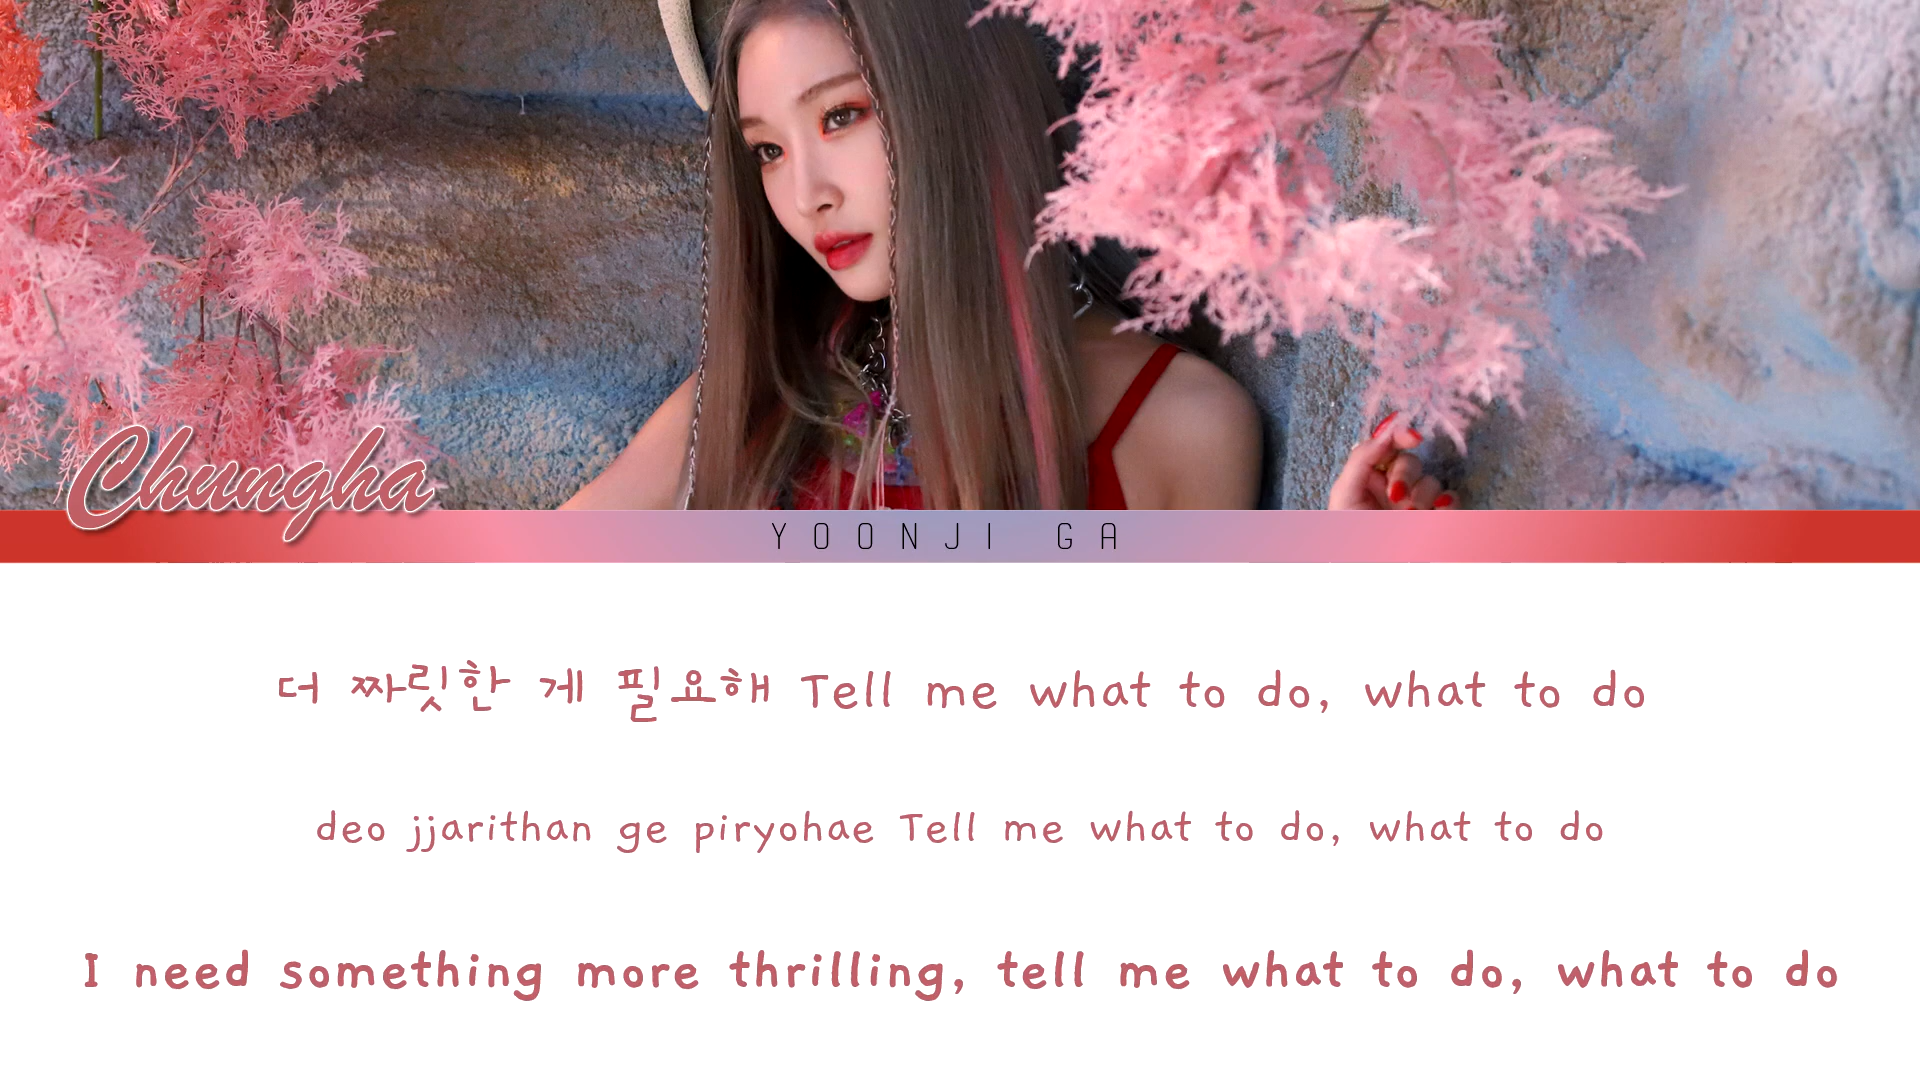 Chungha
YOONJI GA
더 짜릿한 게 필요해 Tell me what to do, what to do
deo jjarithan ge piryohae Tell me what to do, what to do
I need something more thrilling, tell me what to do, what to do